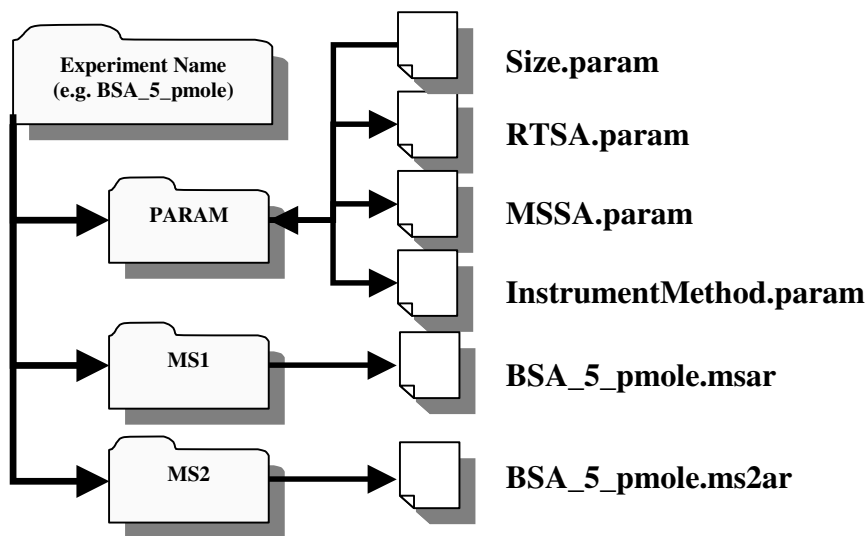 Experiment Name
(e.g. BSA_5_pmole)
Size.param
RTSA.param
PARAM
MSSA.param
InstrumentMethod.param
MS1
BSA_5_pmole.msar
MS2
BSA_5_pmole.ms2ar